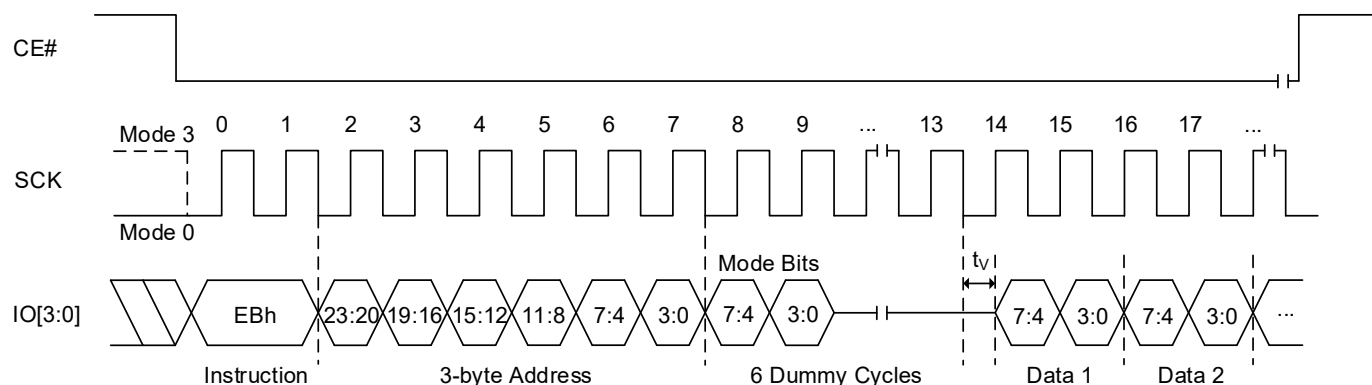 CE#
0 1 2 3 4 5 6 7 8 9 ... 13 14 15 16 17 ...
Mode 3
SCK
Mode 0
Mode Bits
tV
IO[3:0]
EBh 23:20 19:16 15:12 11:8 7:4 3:0 7:4 3:0 7:4 3:0 7:4 3:0 ...
Instruction 3-byte Address 6 Dummy Cycles Data 1 Data 2